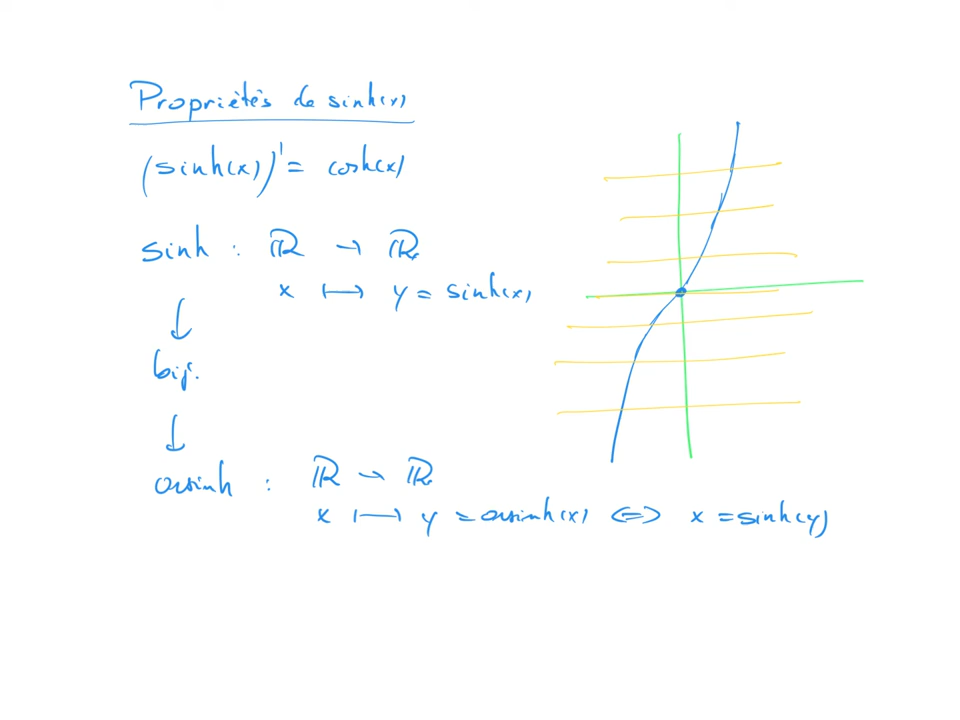 Propriétés de sinh(x)
(sinh(x))' = cosh(x)
sinh : ℝ → ℝ
x ⟼ y = sinh(x)
↓
bij.
↓
arsinh : ℝ → ℝ
x ⟼ y = arsinh(x) ⟺ x = sinh(y)